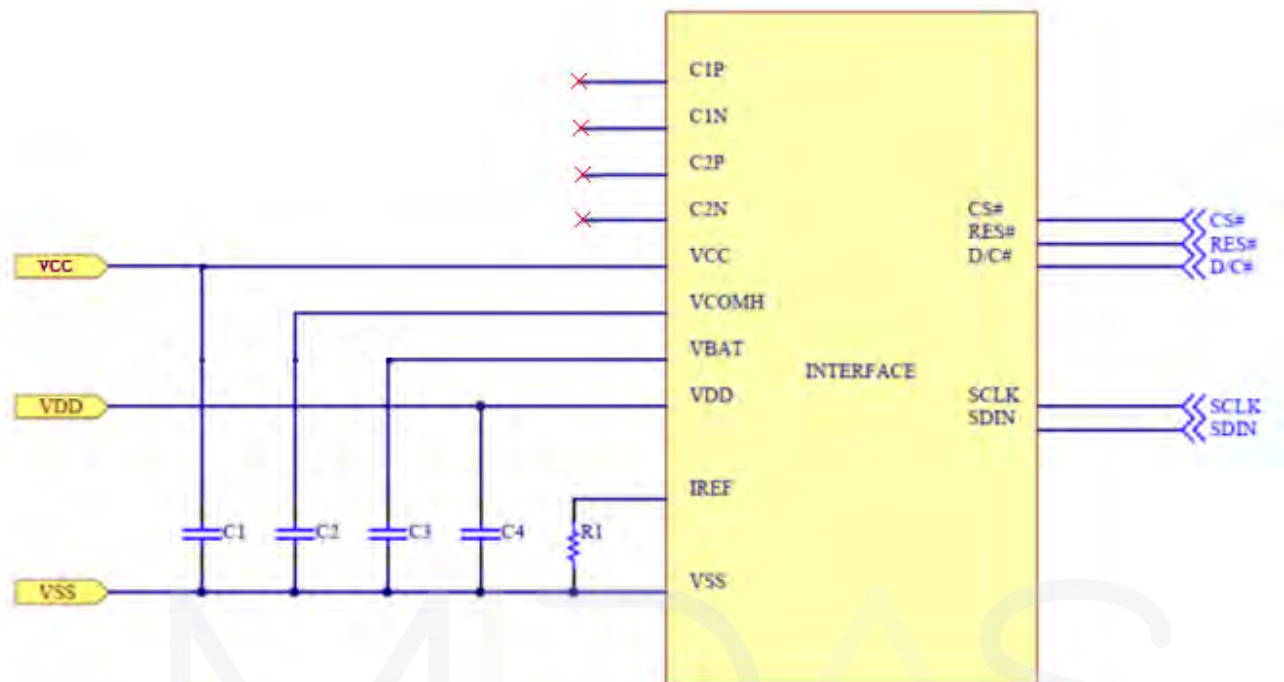 C1P
C1N
C2P
C2N
CS#
CS#
RES#
RES#
VCC
VCC
D/C#
D/C#
VCOMH
VBAT
INTERFACE
VDD
VDD
SCLK
SCLK
SDIN
SDIN
IREF
C1
C2
C3
C4
R1
VSS
VSS
MIDAS